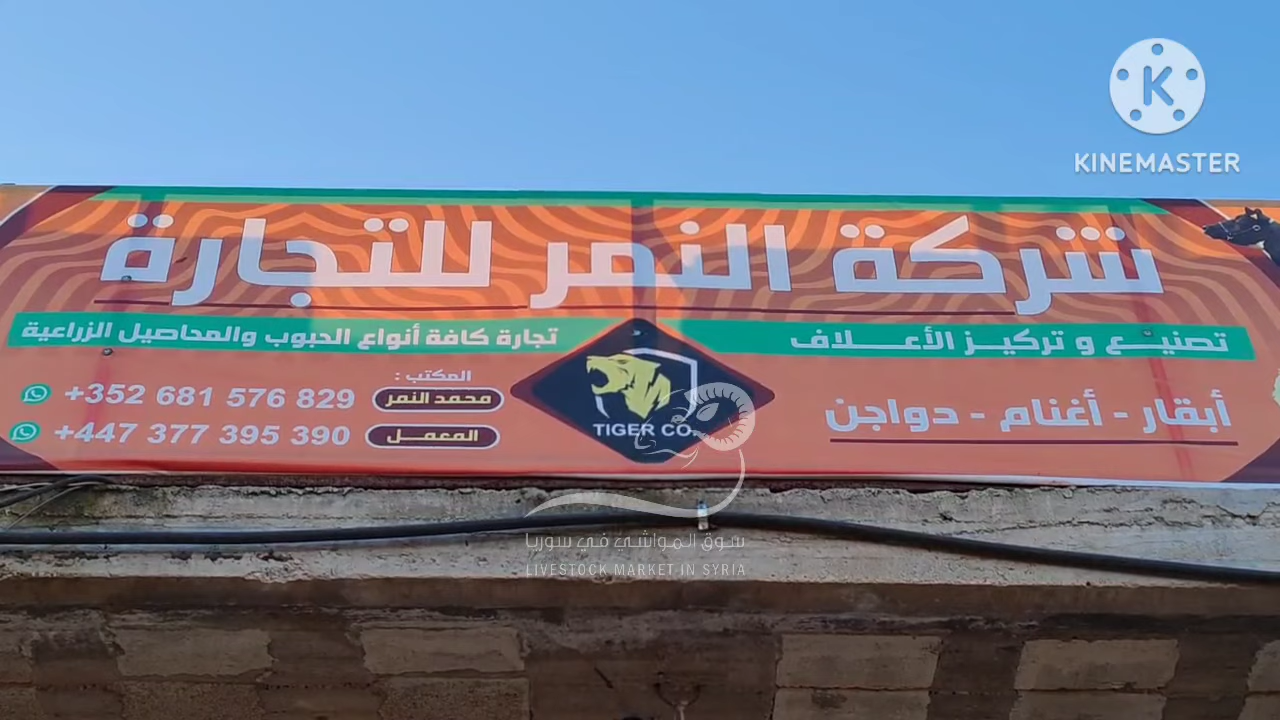 KINEMASTER
شركة النمر للتجارة
تصنيع و تركيز الأعلاف
تجارة كافة أنواع الحبوب والمحاصيل الزراعية
أبقار - أغنام - دواجن
المكتب :
محمد النمر +352 681 576 829
المعمل +447 377 395 390
TIGER CO.
سوق المواشي في سوريا
LIVESTOCK MARKET IN SYRIA